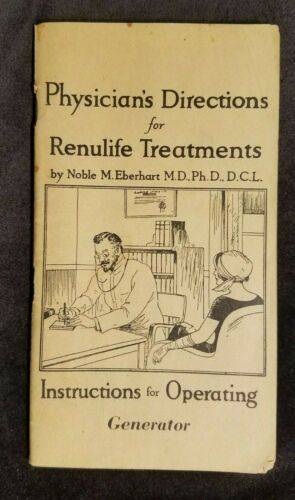 Physician's Directions
for
Renulife Treatments
by Noble M. Eberhart M.D., Ph.D., D.C.L.
Instructions for Operating
Generator